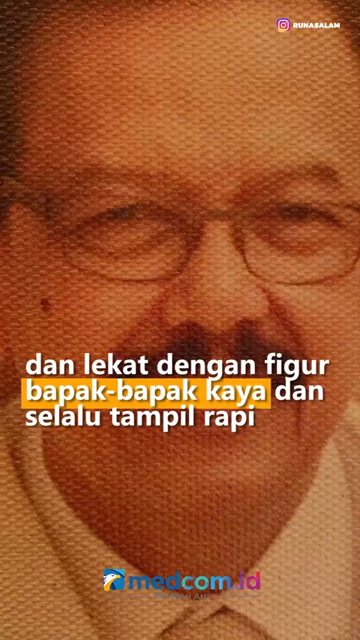 RUNASALAM
dan lekat dengan figur
bapak-bapak kaya dan
selalu tampil rapi
medcom.id